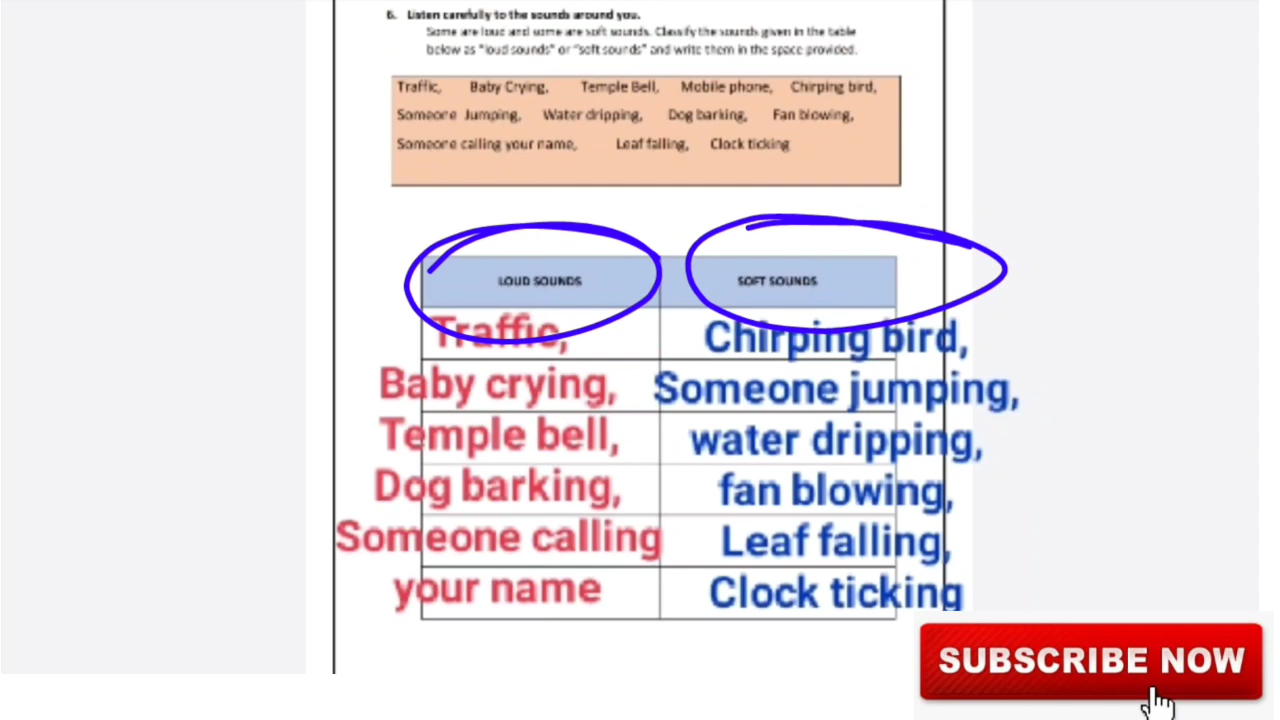 6. Listen carefully to the sounds around you.
Some are loud and some are soft sounds. Classify the sounds given in the table
below as "loud sounds" or "soft sounds" and write them in the space provided.
Traffic, Baby Crying, Temple Bell, Mobile phone, Chirping bird,
Someone Jumping, Water dripping, Dog barking, Fan blowing,
Someone calling your name, Leaf falling, Clock ticking
LOUD SOUNDS SOFT SOUNDS
Traffic, Chirping bird,
Baby crying, Someone jumping,
Temple bell, water dripping,
Dog barking, fan blowing,
Someone calling Leaf falling,
your name Clock ticking
SUBSCRIBE NOW